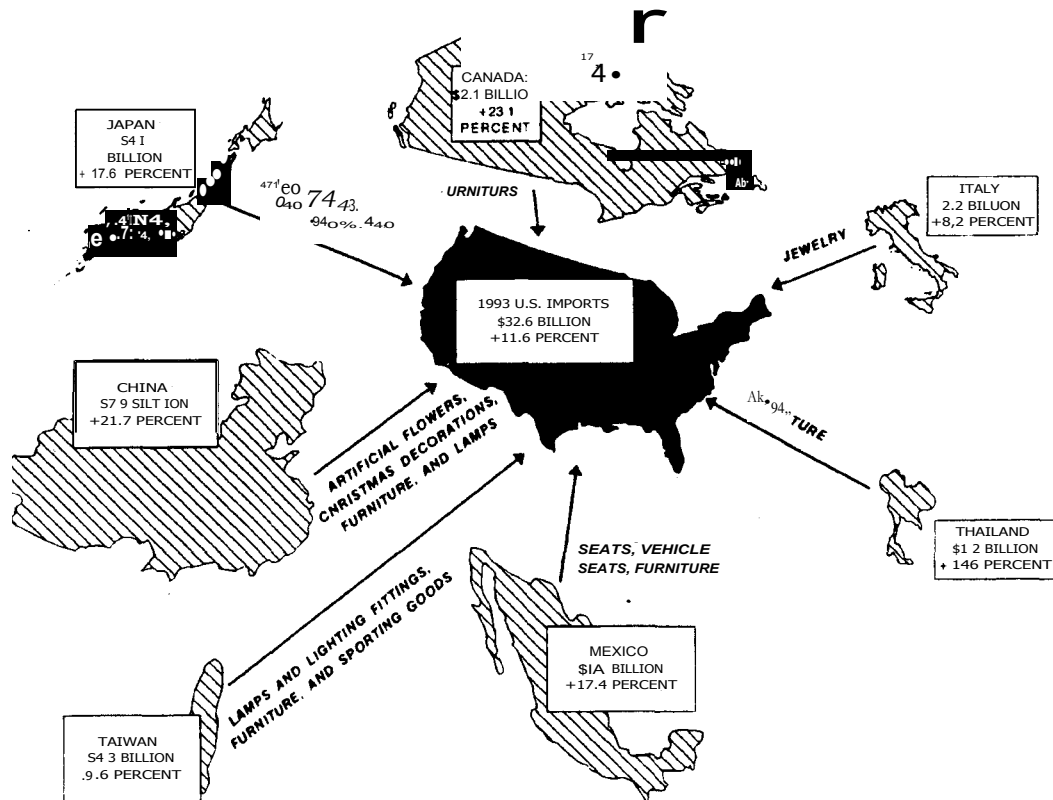 r
17
4 •
CANADA:
$2.1 BILLIO
+23 1
PERCENT
JAPAN
S4 I
BILLION
+ 17.6 PERCENT
URNITURS
ITALY
2.2 BILUON
+8,2 PERCENT
JEWELRY
1993 U.S. IMPORTS
$32.6 BILLION
+11.6 PERCENT
CHINA
S7 9 SILT ION
+21.7 PERCENT
ARTIFICIAL FLOWERS,
CNRISTMAS DECORATIONS,
FURNITURE, AND LAMPS
TURE
THAILAND
$1 2 BILLION
+ 146 PERCENT
SEATS, VEHICLE
SEATS, FURNITURE
LAMPS AND LIGHTING FITTINGS,
FURNITURE, AND SPORTING GOODS
MEXICO
$IA BILLION
+17.4 PERCENT
TAIWAN
S4 3 BILLION
.9.6 PERCENT